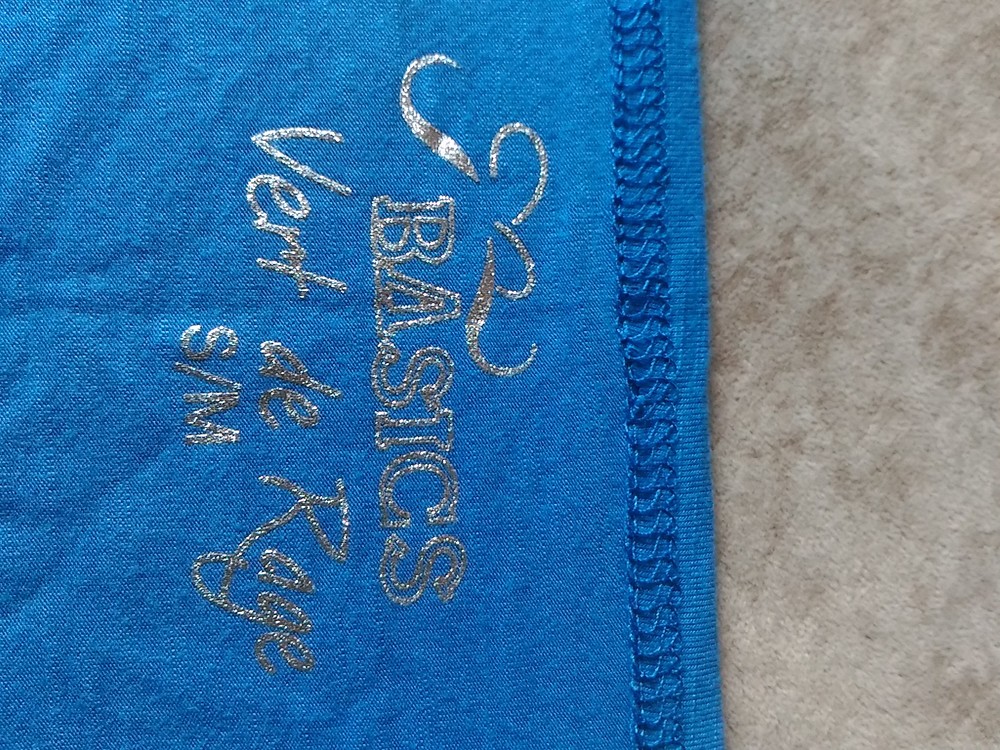 BASICS
Vert de Rage
S/M